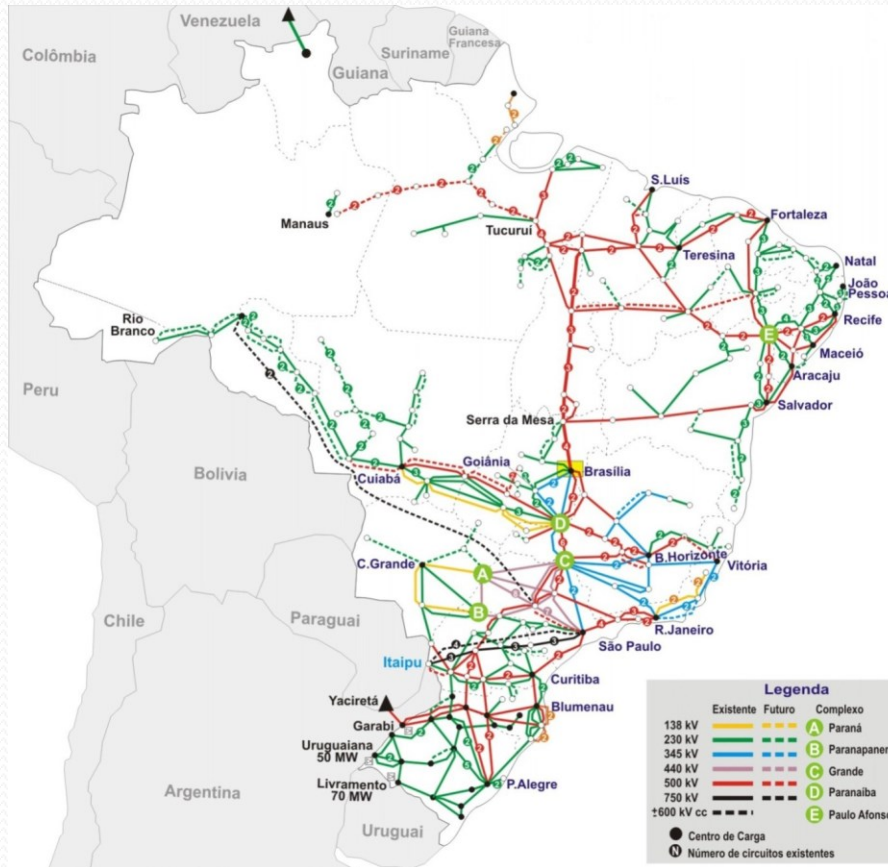 Venezuela
Guiana
Francesa
Suriname
Colômbia
Guiana
S.Luís
Manaus
Tucuruí
Fortaleza
Teresina
Natal
João
Pessoa
Rio
Branco
Recife
E
Maceió
Aracaju
Peru
Salvador
Serra da Mesa
Goiânia
Brasília
Cuiabá
Bolivia
D
B.Horizonte
C
Vitória
C.Grande
A
B
Chile
Paraguai
R.Janeiro
São Paulo
Itaipu
Curitiba
Yaciretá
Blumenau
Garabi
Uruguaiana
50 MW
Livramento
70 MW
P.Alegre
Argentina
Uruguai
Legenda
Existente Futuro Complexo
138 kV A Paraná
230 kV B Paranapanem
345 kV
440 kV C Grande
500 kV D Paranaíba
750 kV
±600 kV cc E Paulo Afonso
Centro de Carga
N Número de circuitos existentes